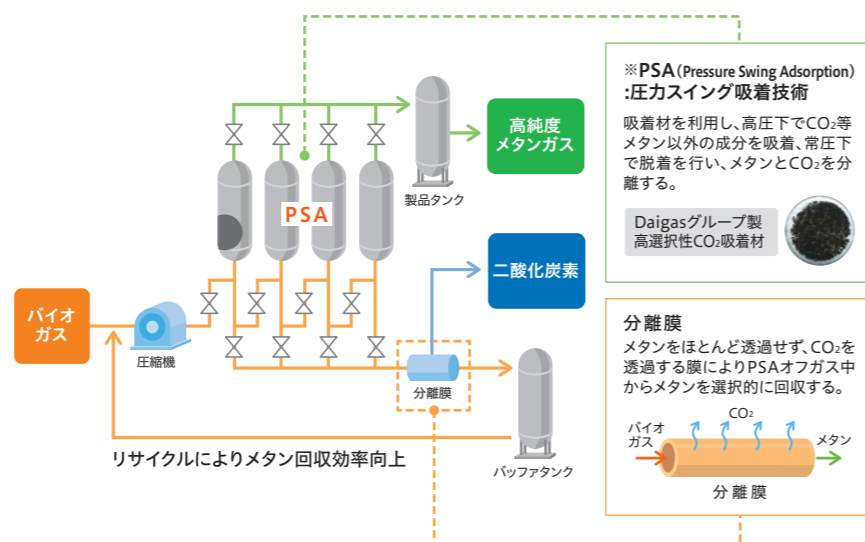 バイオ
ガス
圧縮機
PSA
製品タンク
高純度
メタンガス
二酸化炭素
分離膜
バッファタンク
リサイクルによりメタン回収効率向上
※PSA(Pressure Swing Adsorption)
:圧力スイング吸着技術
吸着材を利用し、高圧下でCO₂等
メタン以外の成分を吸着、常圧下
で脱着を行い、メタンとCO₂を分
離する。
Daigasグループ製
高選択性CO₂吸着材
分離膜
メタンをほとんど透過せず、CO₂を
透過する膜によりPSAオフガス中
からメタンを選択的に回収する。
CO₂
バイオ
ガス
メタン
分離膜